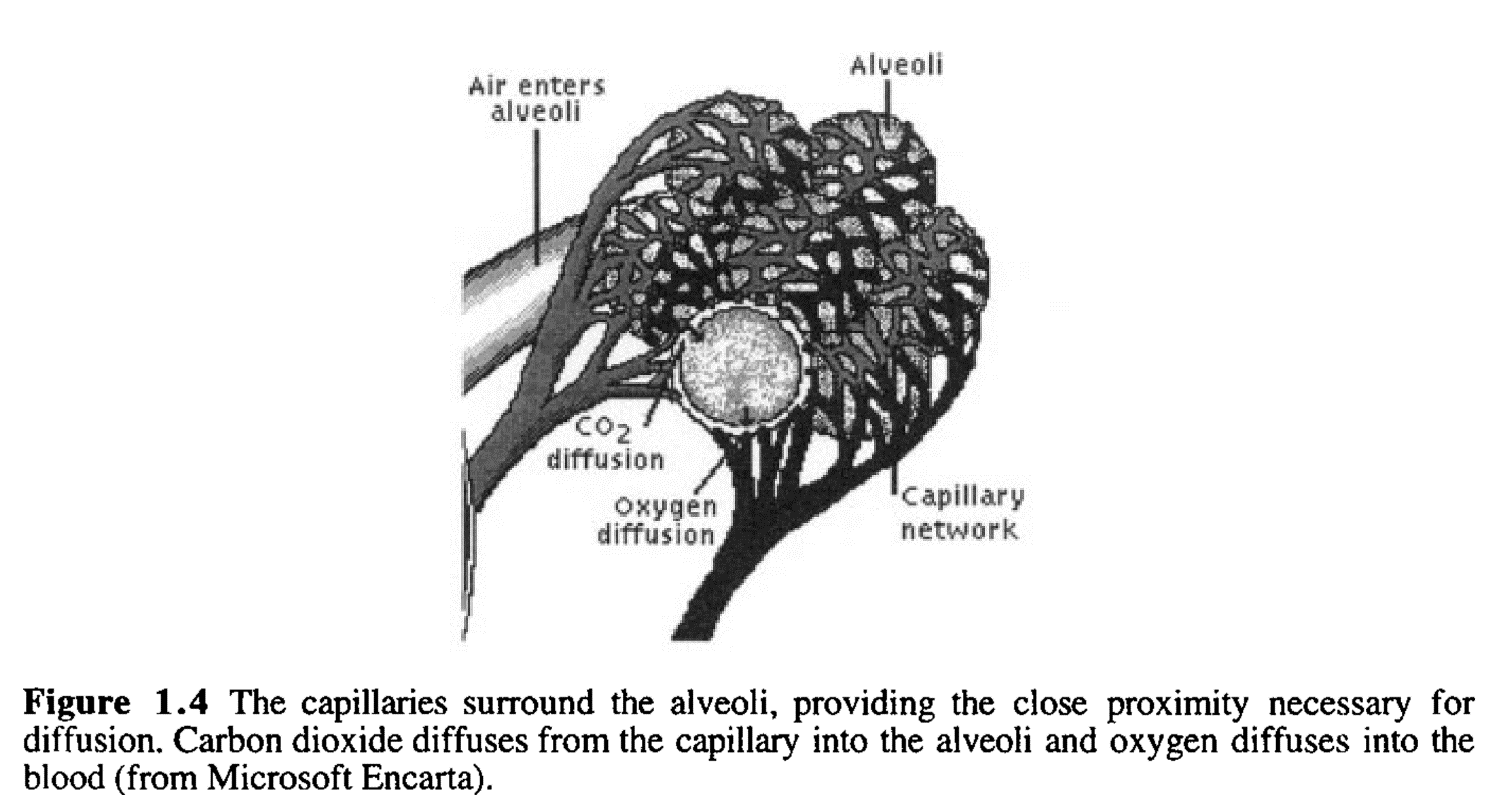 Alveoli
Air enters
alveoli
CO2
diffusion
Oxygen
diffusion
Capillary
network
Figure 1.4 The capillaries surround the alveoli, providing the close proximity necessary for
diffusion. Carbon dioxide diffuses from the capillary into the alveoli and oxygen diffuses into the
blood (from Microsoft Encarta).